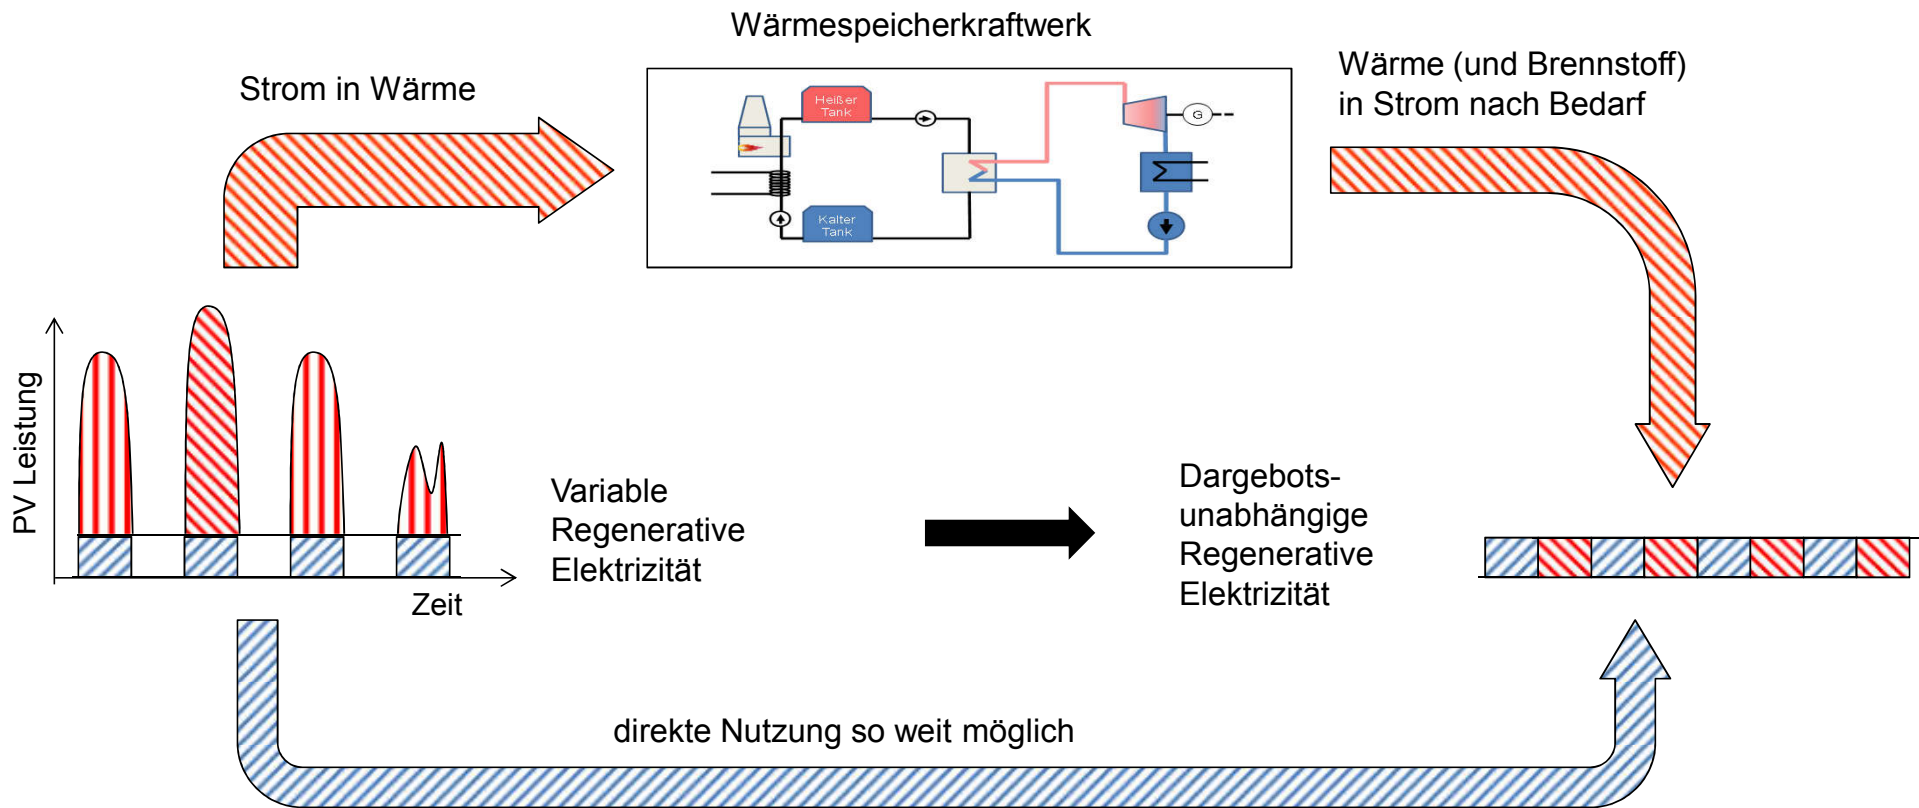 Wärmespeicherkraftwerk
Strom in Wärme
Wärme (und Brennstoff)
in Strom nach Bedarf
Heißer
Tank
G
Kalter
Tank
PV Leistung
Variable
Regenerative
Elektrizität
Dargebots-
unabhängige
Regenerative
Elektrizität
Zeit
direkte Nutzung so weit möglich